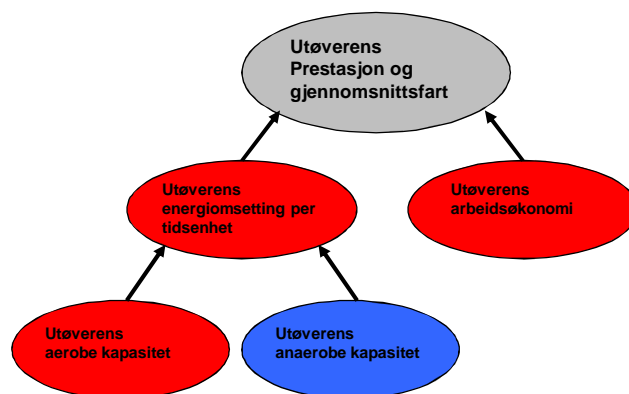 Utøverens
Prestasjon og
gjennomsnittsfart
Utøverens
energiomsetting per
tidsenhet
Utøverens
arbeidsøkonomi
Utøverens
aerobe kapasitet
Utøverens
anaerobe kapasitet